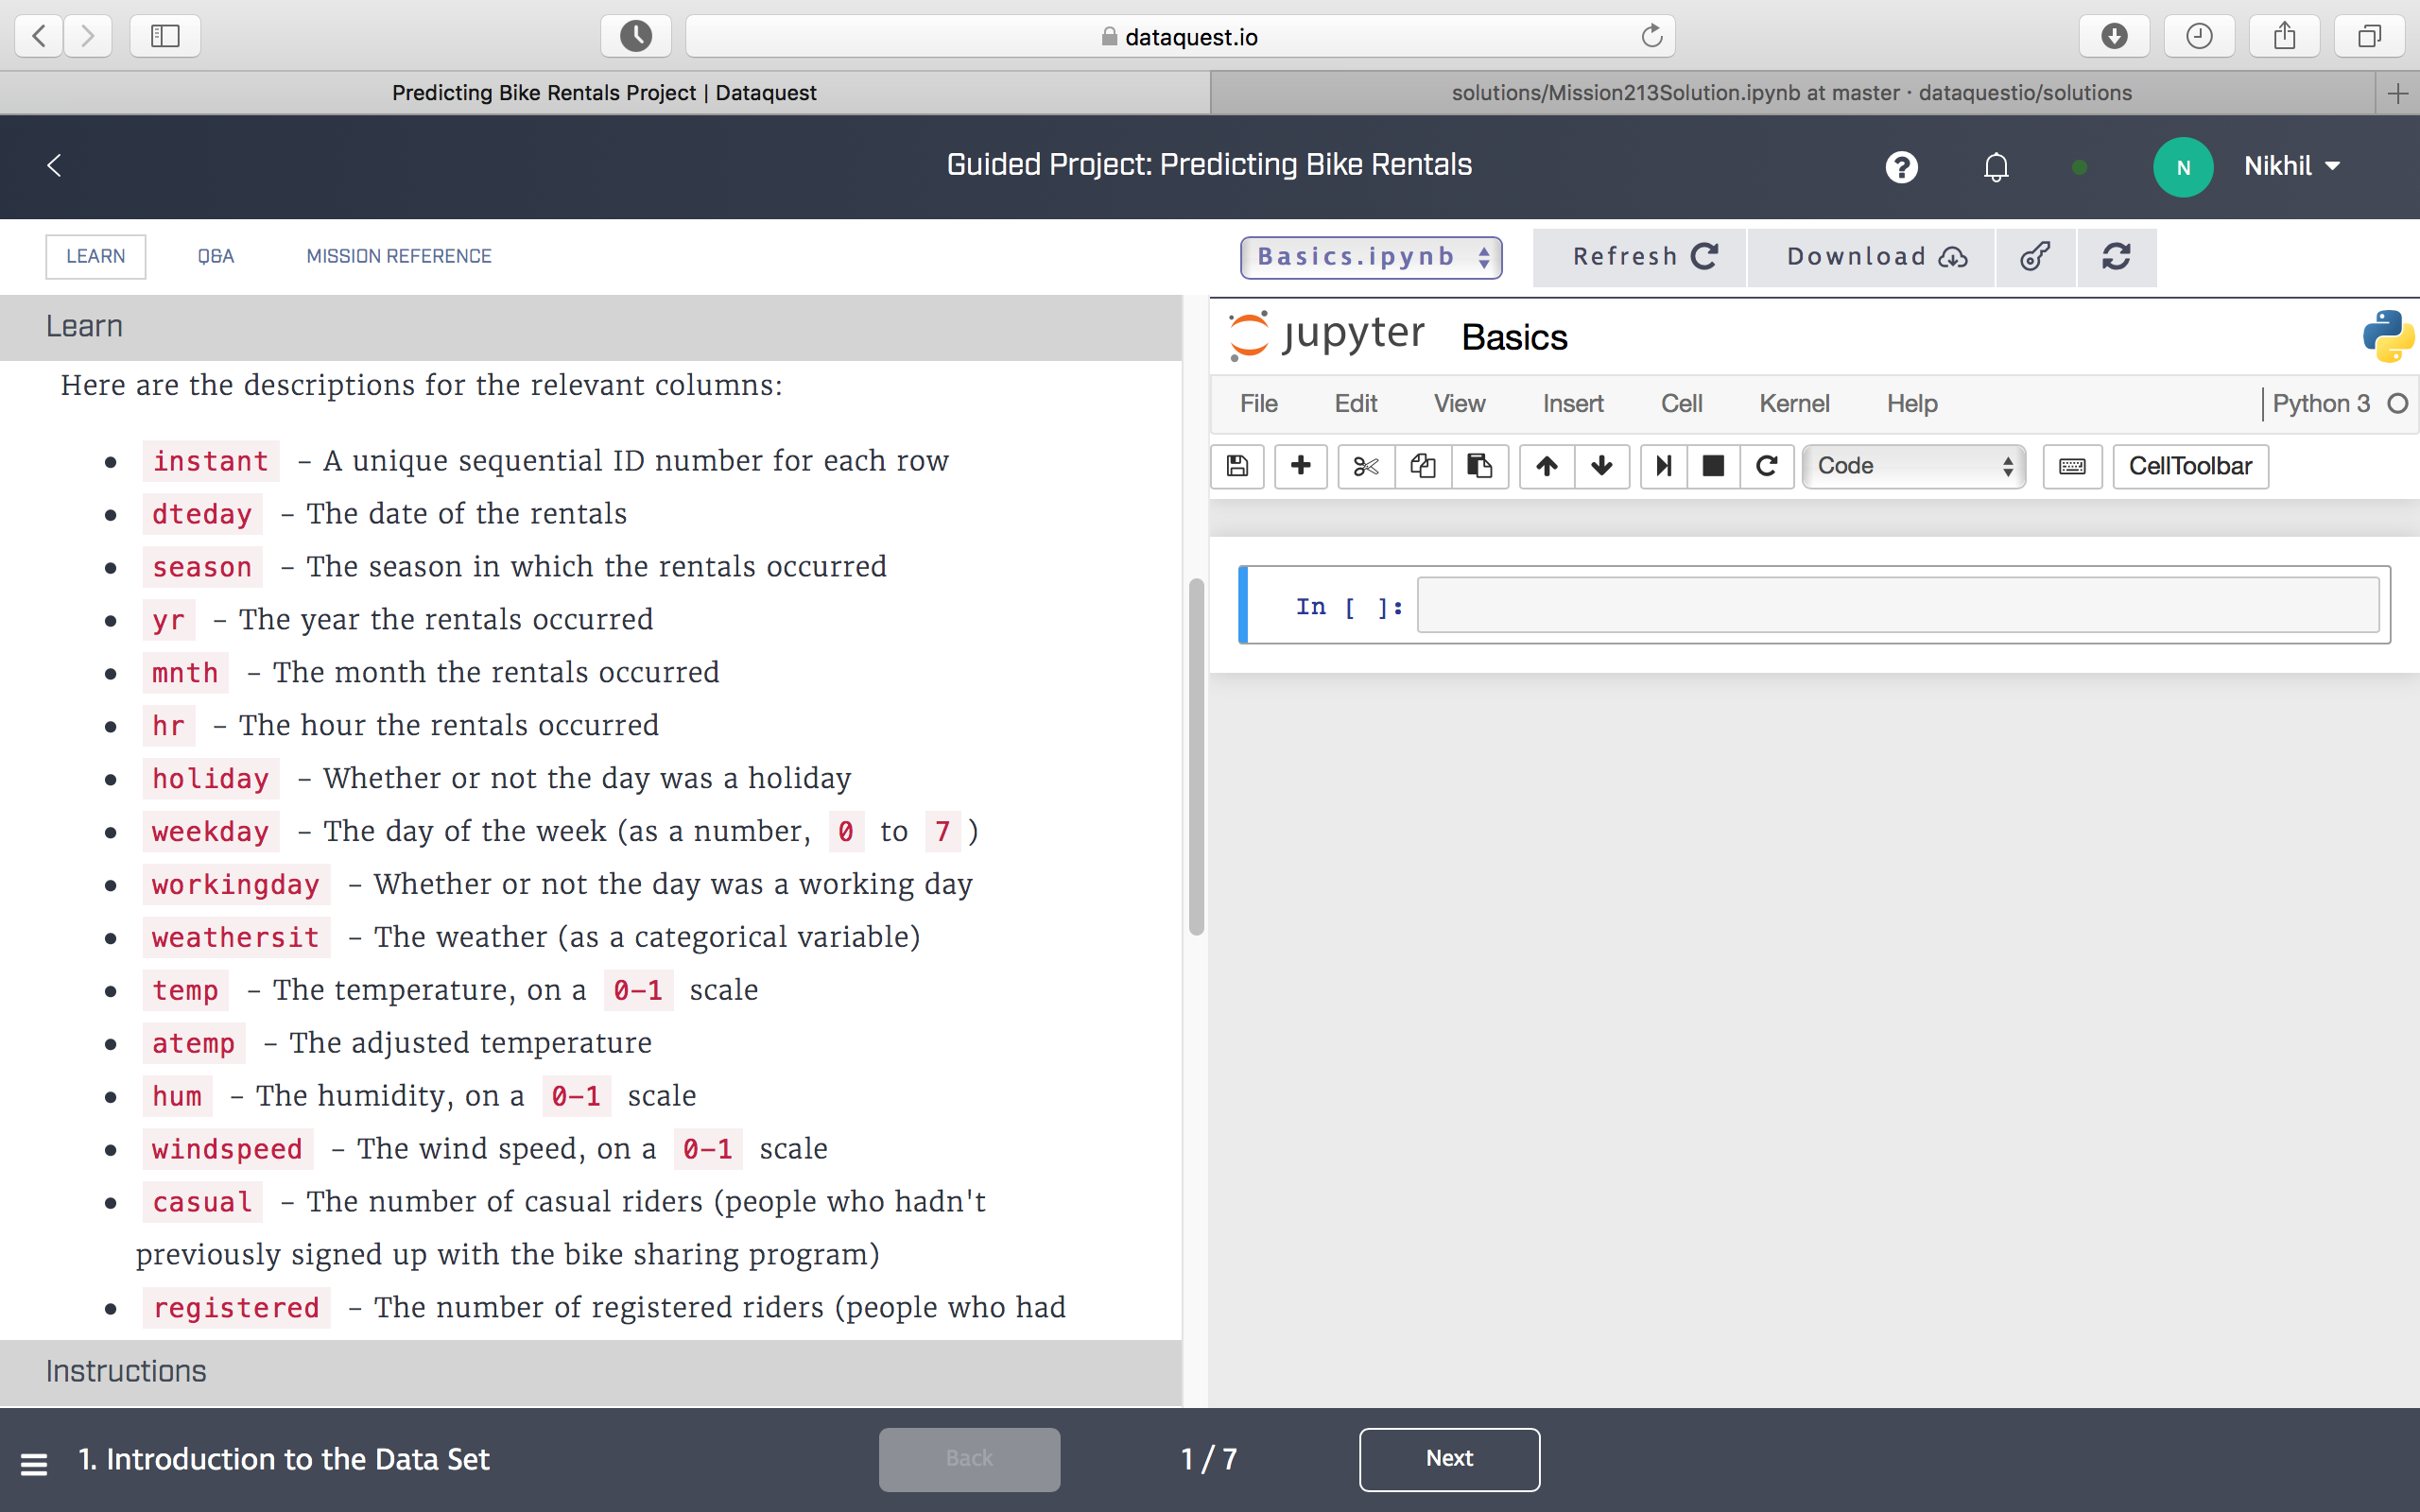 dataquest.io
Predicting Bike Rentals Project | Dataquest
solutions/Mission213Solution.ipynb at master · dataquestio/solutions
Guided Project: Predicting Bike Rentals
N
Nikhil
LEARN
Q&A
MISSION REFERENCE
Basics.ipynb
Refresh
Download
Learn
Here are the descriptions for the relevant columns:
instant – A unique sequential ID number for each row
dteday – The date of the rentals
season – The season in which the rentals occurred
yr – The year the rentals occurred
mnth – The month the rentals occurred
hr – The hour the rentals occurred
holiday – Whether or not the day was a holiday
weekday – The day of the week (as a number, 0 to 7 )
workingday – Whether or not the day was a working day
weathersit – The weather (as a categorical variable)
temp – The temperature, on a 0-1 scale
atemp – The adjusted temperature
hum – The humidity, on a 0-1 scale
windspeed – The wind speed, on a 0-1 scale
casual – The number of casual riders (people who hadn't
previously signed up with the bike sharing program)
registered – The number of registered riders (people who had
Instructions
jupyter Basics
File Edit View Insert Cell Kernel Help
Python 3
Code
CellToolbar
In [ ]:
1. Introduction to the Data Set
Back
1 / 7
Next